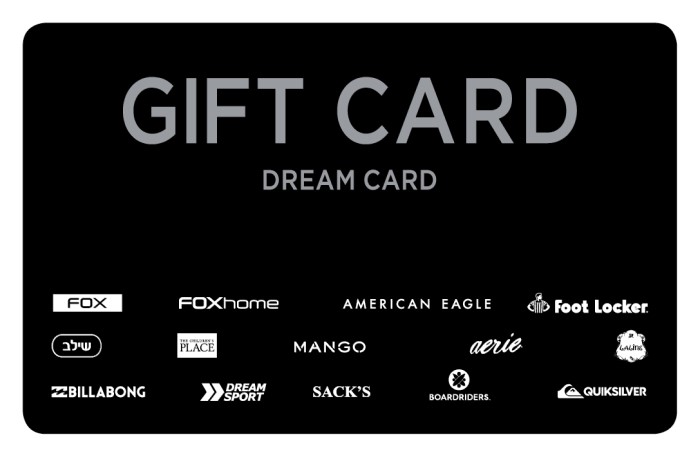 GIFT CARD
DREAM CARD
FOX
FOXhome
AMERICAN EAGLE
Foot Locker
שילב
THE CHILDREN'S
PLACE
MANGO
aerie
LALINE
BILLABONG
DREAM
SPORT
SACK'S
BOARDRIDERS.
QUIKSILVER